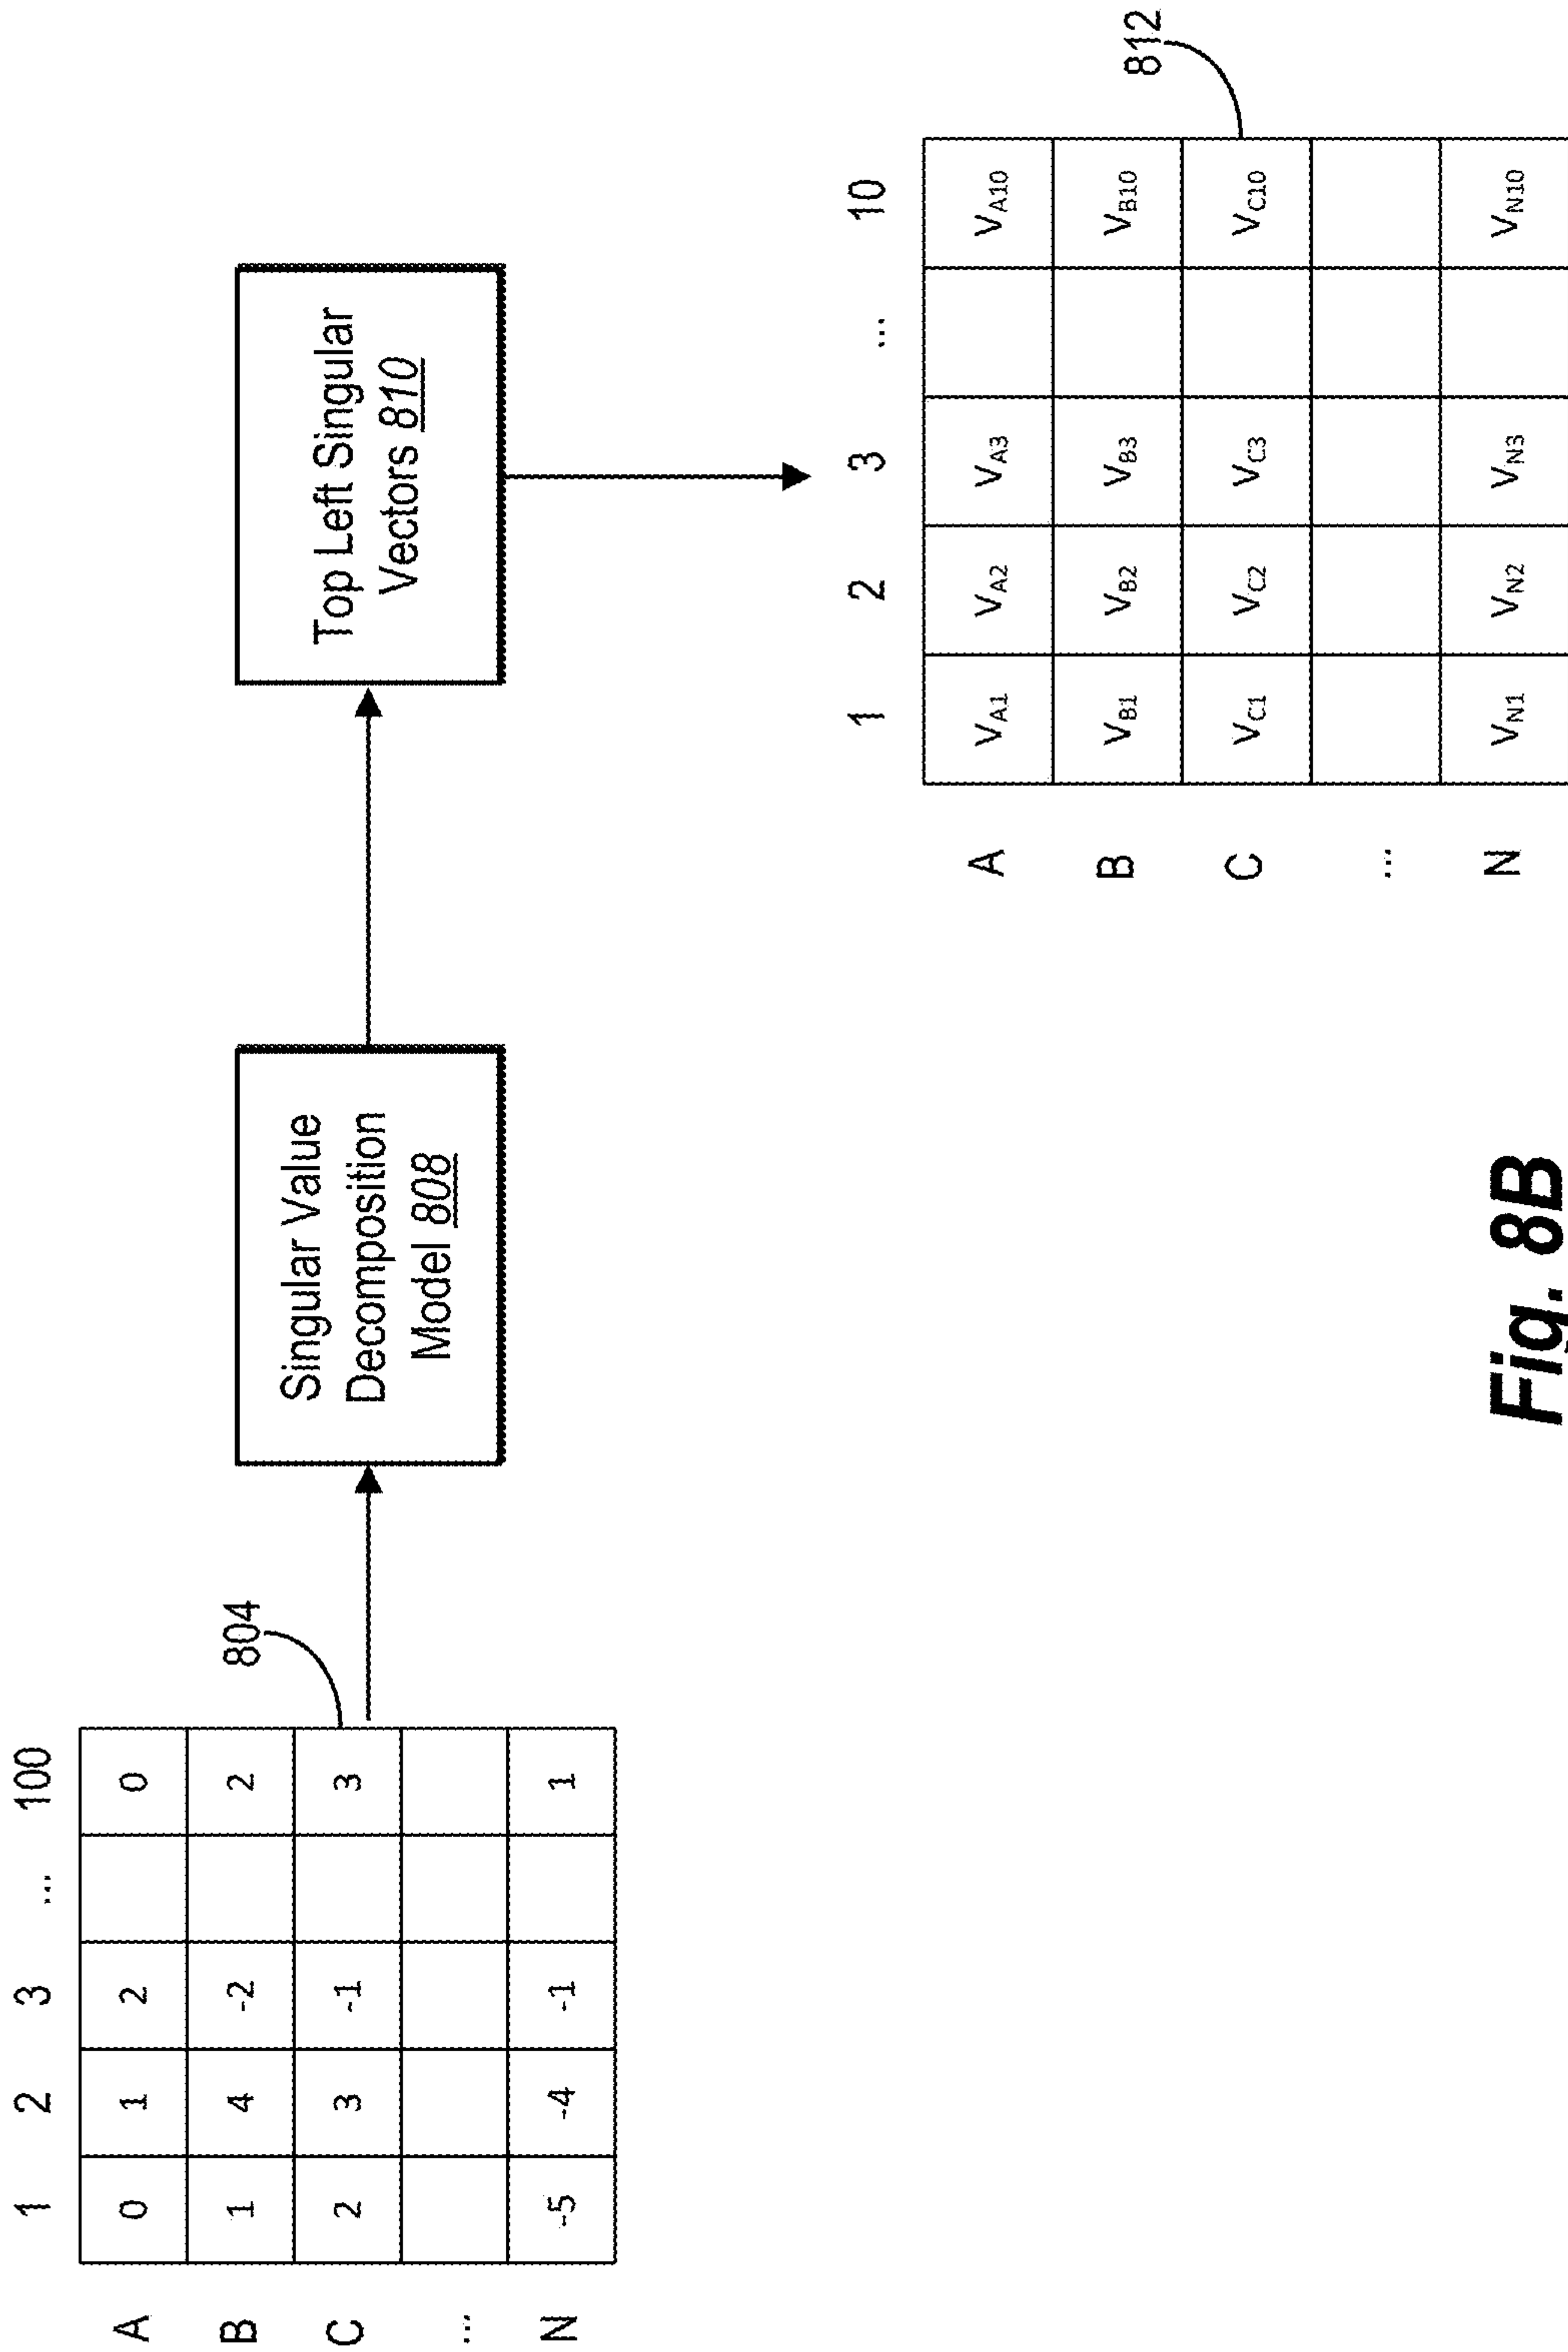 1 2 3 ... 100
A 0 1 2 0
B 1 4 -2 2
C 2 3 -1 3
...
N -5 -4 -1 1
804
Singular Value
Decomposition
Model 808
Top Left Singular
Vectors 810
1 2 3 ... 10
A VA1 VA2 VA3 VA10
B VB1 VB2 VB3 VB10
C VC1 VC2 VC3 VC10
...
N VN1 VN2 VN3 VN10
812
Fig. 8B